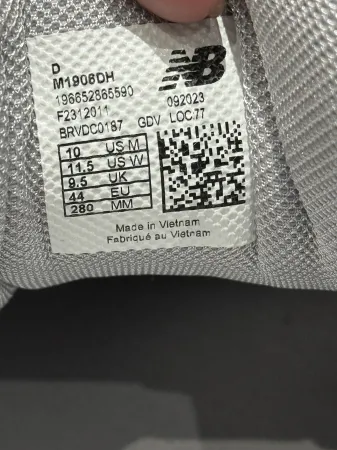 D
NB
M1906DH
196652865590 092023
F2312011
BRVDC0187 GDV LOC77
10 US M
11.5 US W
9.5 UK
44 EU
280 MM
Made in Vietnam
Fabriqué au Vietnam